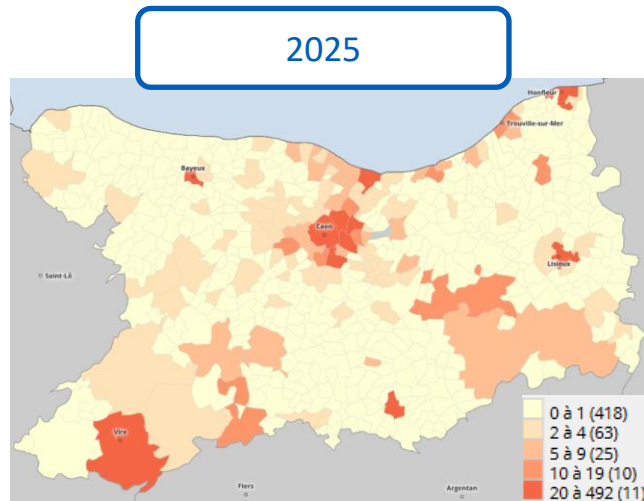 2025
Honfleur
Trouville-sur-Mer
Bayeux
Caen
Saint-Lô
Lisieux
Vire
Flers
Argentan
0 à 1 (418)
2 à 4 (63)
5 à 9 (25)
10 à 19 (10)
20 à 492 (11)